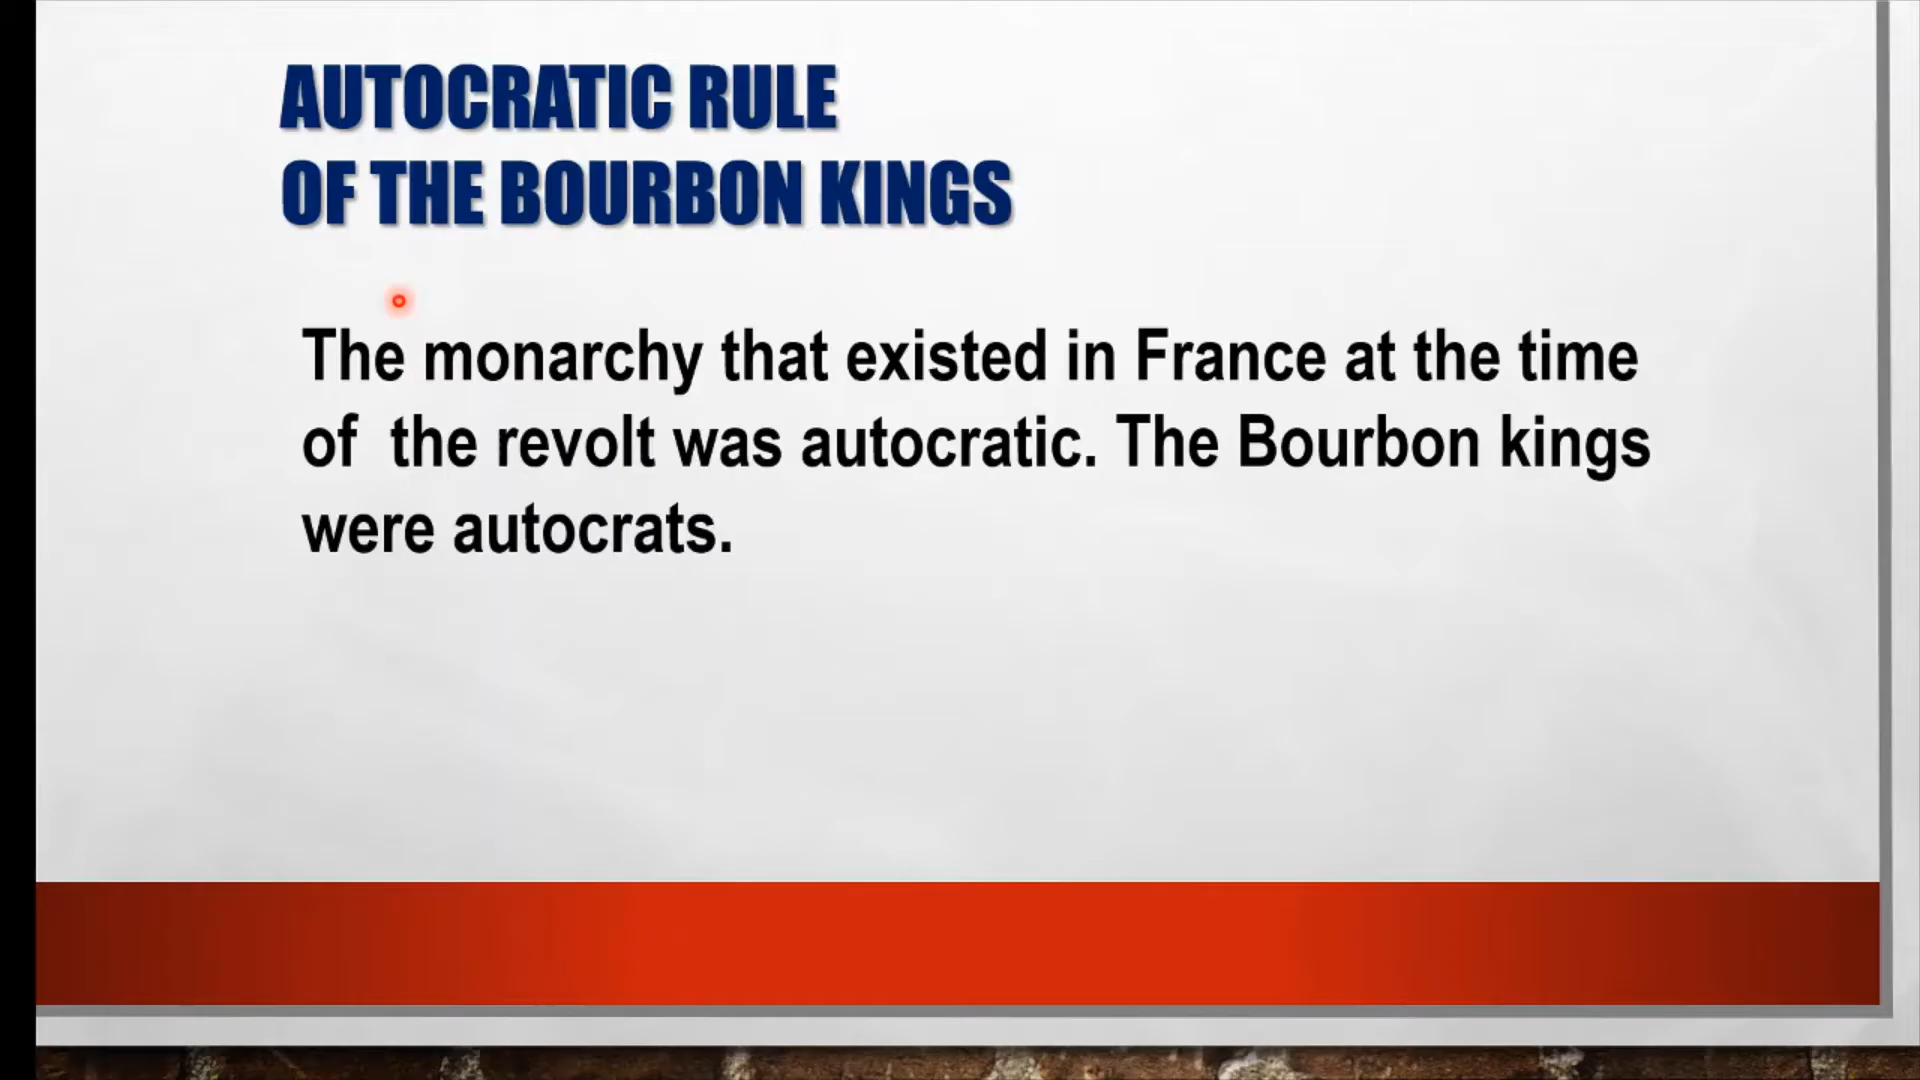 AUTOCRATIC RULE
OF THE BOURBON KINGS
The monarchy that existed in France at the time
of the revolt was autocratic. The Bourbon kings
were autocrats.